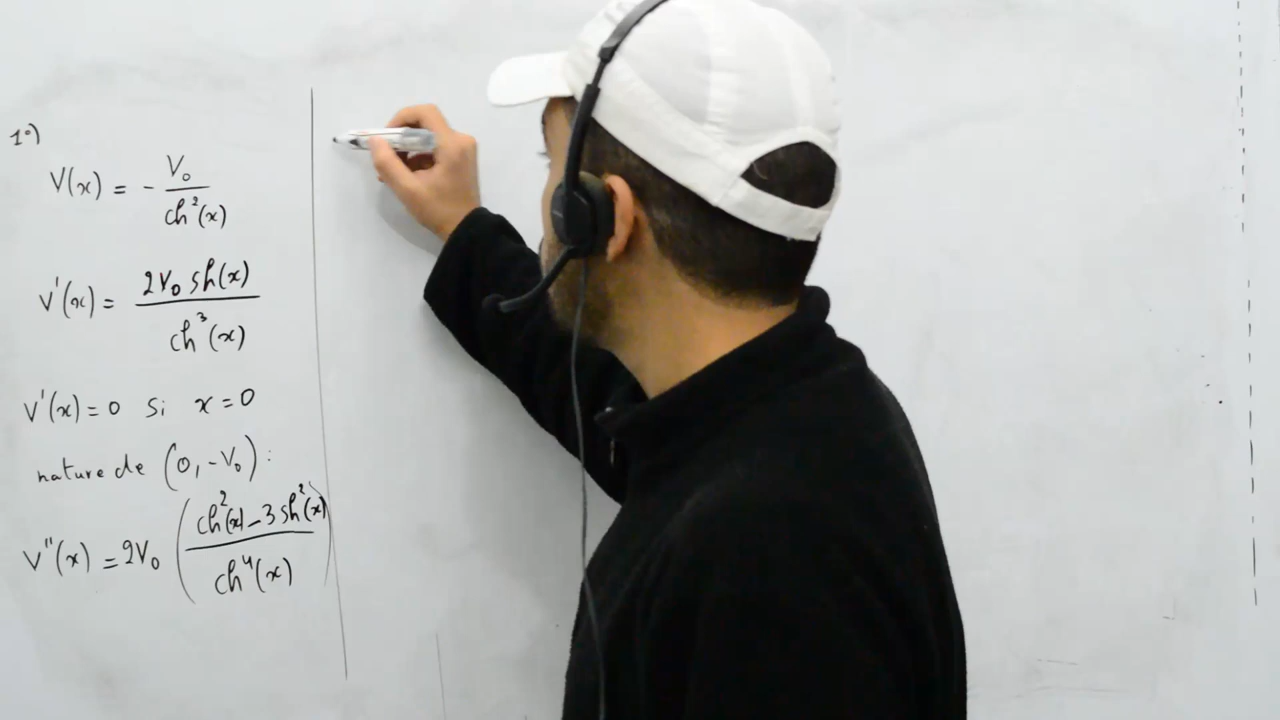 1°)
V(x) = - V₀ / ch²(x)
V'(x) = 2V₀ sh(x) / ch³(x)
V'(x) = 0 si x = 0
nature de (0, -V₀) :
V''(x) = 2V₀ ( ch²(x) - 3 sh²(x) / ch⁴(x) )